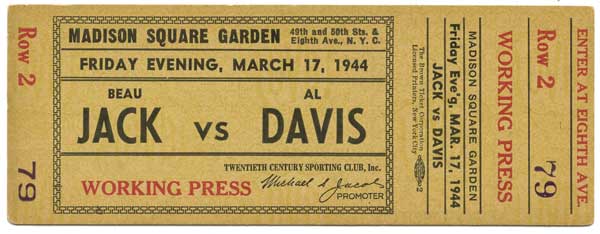 Row 2
79
MADISON SQUARE GARDEN
49th and 50th Sts. &
Eighth Ave., N. Y. C.
FRIDAY EVENING, MARCH 17, 1944
BEAU
JACK
vs
AL
DAVIS
TWENTIETH CENTURY SPORTING CLUB, Inc.
WORKING PRESS
Michael S. Jacobs
PROMOTER
The Brown Ticket Corporation
Licensed Printers, New York City
2
MADISON SQUARE GARDEN
Friday Eve'g, MAR. 17, 1944
JACK vs DAVIS
WORKING PRESS
Row 2
79
ENTER AT EIGHTH AVE.